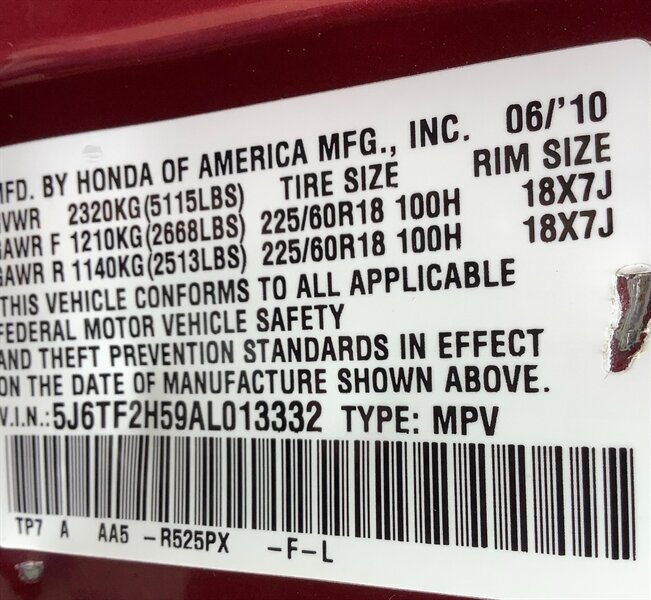 MFD. BY HONDA OF AMERICA MFG., INC. 06/'10
GVWR 2320KG(5115LBS) TIRE SIZE RIM SIZE
GAWR F 1210KG(2668LBS) 225/60R18 100H 18X7J
GAWR R 1140KG(2513LBS) 225/60R18 100H 18X7J
THIS VEHICLE CONFORMS TO ALL APPLICABLE
FEDERAL MOTOR VEHICLE SAFETY
AND THEFT PREVENTION STANDARDS IN EFFECT
ON THE DATE OF MANUFACTURE SHOWN ABOVE.
V.I.N.:5J6TF2H59AL013332 TYPE: MPV
TP7 A AA5 -R525PX -F-L